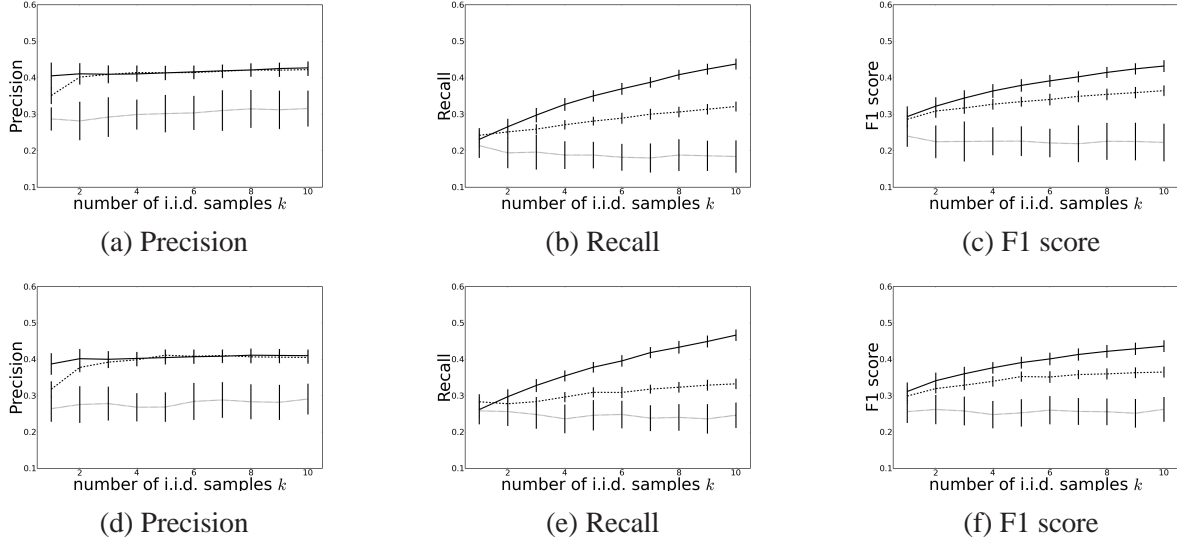 0.6
0.5
0.4
0.3
0.2
0.1
Precision
2 4 6 8 10
number of i.i.d. samples k
(a) Precision
0.6
0.5
0.4
0.3
0.2
0.1
Recall
2 4 6 8 10
number of i.i.d. samples k
(b) Recall
0.6
0.5
0.4
0.3
0.2
0.1
F1 score
2 4 6 8 10
number of i.i.d. samples k
(c) F1 score
0.6
0.5
0.4
0.3
0.2
0.1
Precision
2 4 6 8 10
number of i.i.d. samples k
(d) Precision
0.6
0.5
0.4
0.3
0.2
0.1
Recall
2 4 6 8 10
number of i.i.d. samples k
(e) Recall
0.6
0.5
0.4
0.3
0.2
0.1
F1 score
2 4 6 8 10
number of i.i.d. samples k
(f) F1 score